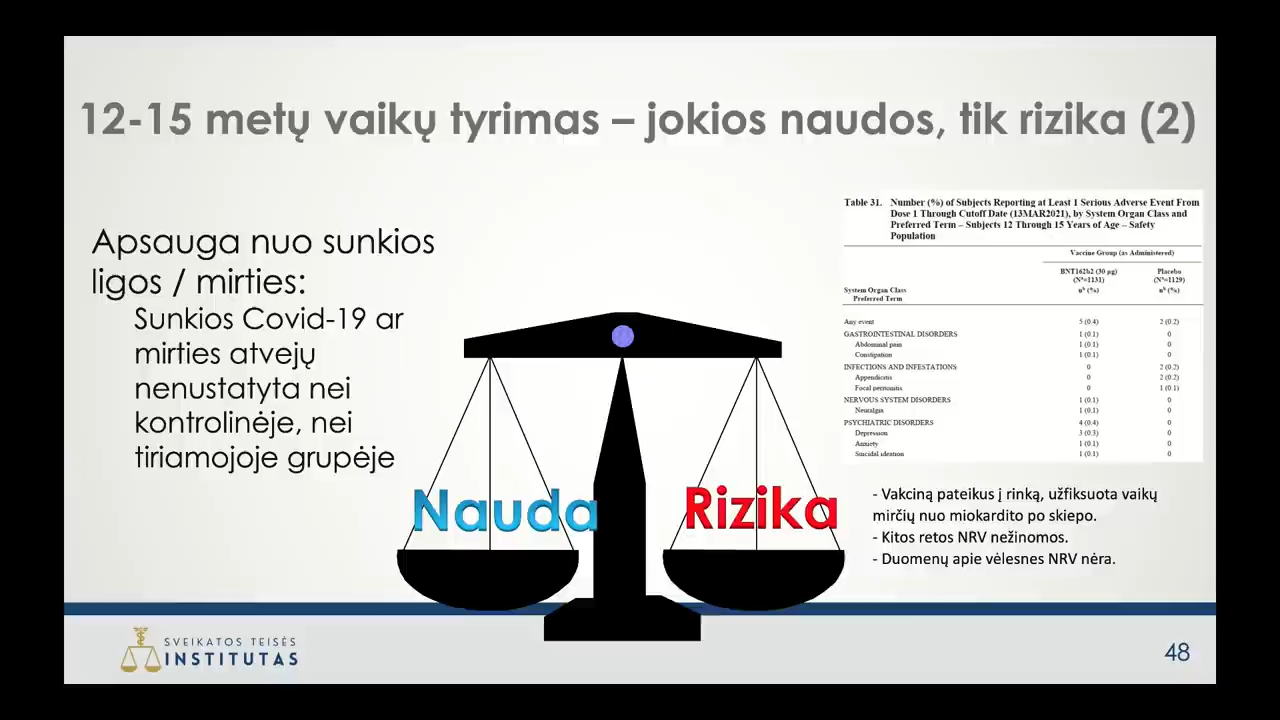 12-15 metų vaikų tyrimas – jokios naudos, tik rizika (2)
Apsauga nuo sunkios
ligos / mirties:
Sunkios Covid-19 ar
mirties atvejų
nenustatyta nei
kontrolinėje, nei
tiriamojoje grupėje
Nauda
Rizika
Table 31. Number (%) of Subjects Reporting at Least 1 Serious Adverse Event From
Dose 1 Through Cutoff Date (13MAR2021), by System Organ Class and
Preferred Term – Subjects 12 Through 15 Years of Age – Safety
Population
Vaccine Group (as Administered)
BNT162b2 (30 μg) Placebo
(Nᵃ=1131) (Nᵃ=1129)
System Organ Class nᵇ (%) nᵇ (%)
Preferred Term
Any event 5 (0.4) 2 (0.2)
GASTROINTESTINAL DISORDERS 1 (0.1) 0
Abdominal pain 1 (0.1) 0
Constipation 1 (0.1) 0
INFECTIONS AND INFESTATIONS 0 2 (0.2)
Appendicitis 0 2 (0.2)
Focal peritonitis 0 1 (0.1)
NERVOUS SYSTEM DISORDERS 1 (0.1) 0
Neuralgia 1 (0.1) 0
PSYCHIATRIC DISORDERS 4 (0.4) 0
Depression 3 (0.3) 0
Anxiety 1 (0.1) 0
Suicidal ideation 1 (0.1) 0
- Vakciną pateikus į rinką, užfiksuota vaikų
mirčių nuo miokardito po skiepo.
- Kitos retos NRV nežinomos.
- Duomenų apie vėlesnes NRV nėra.
SVEIKATOS TEISĖS
INSTITUTAS
48